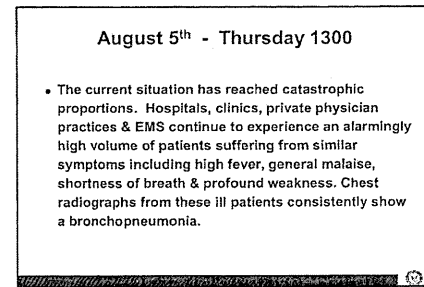 August 5th - Thursday 1300
• The current situation has reached catastrophic
proportions. Hospitals, clinics, private physician
practices & EMS continue to experience an alarmingly
high volume of patients suffering from similar
symptoms including high fever, general malaise,
shortness of breath & profound weakness. Chest
radiographs from these ill patients consistently show
a bronchopneumonia.